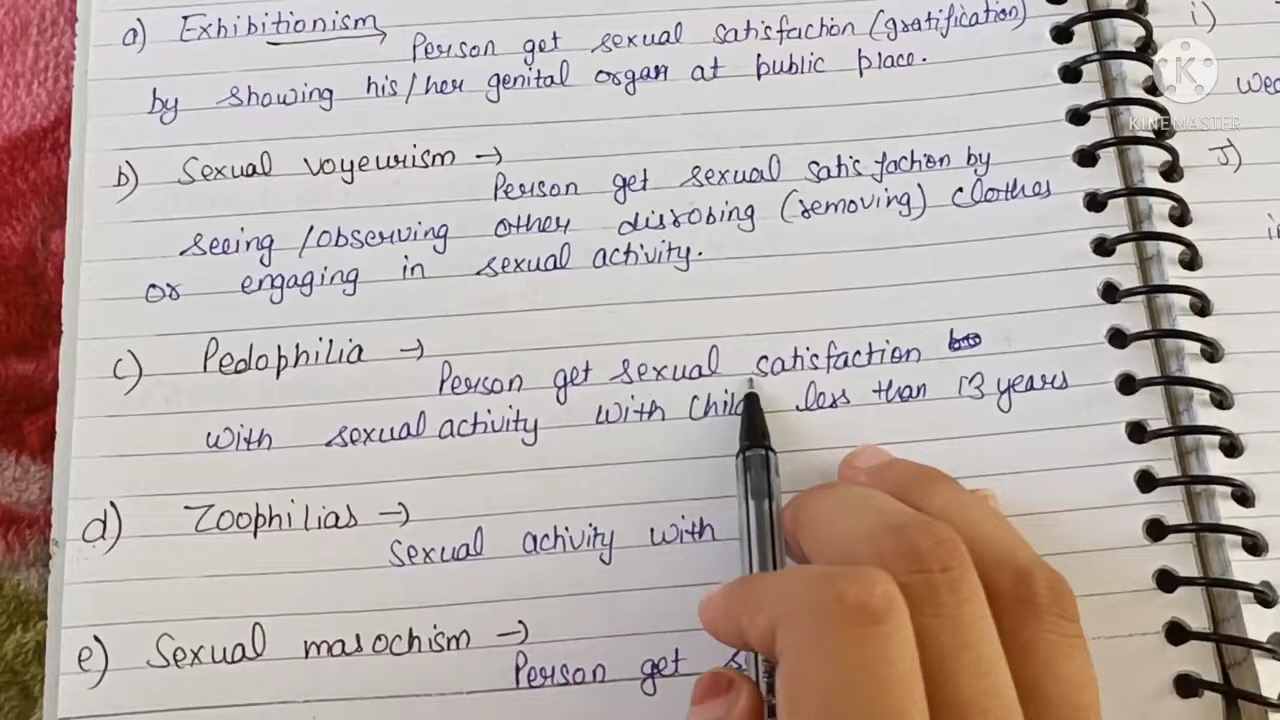 a) Exhibitionism →
Person get sexual satisfaction (gratification)
by showing his/her genital organ at public place.
b) Sexual voyeurism →
Person get sexual satisfaction by
seeing /observing other disrobing (removing) clothes
or engaging in sexual activity.
c) Pedophilia →
Person get sexual satisfaction
with sexual activity with child less than 13 years
d) Zoophilias →
Sexual activity with
e) Sexual masochism →
Person get s
i)
J)
KINEMASTER